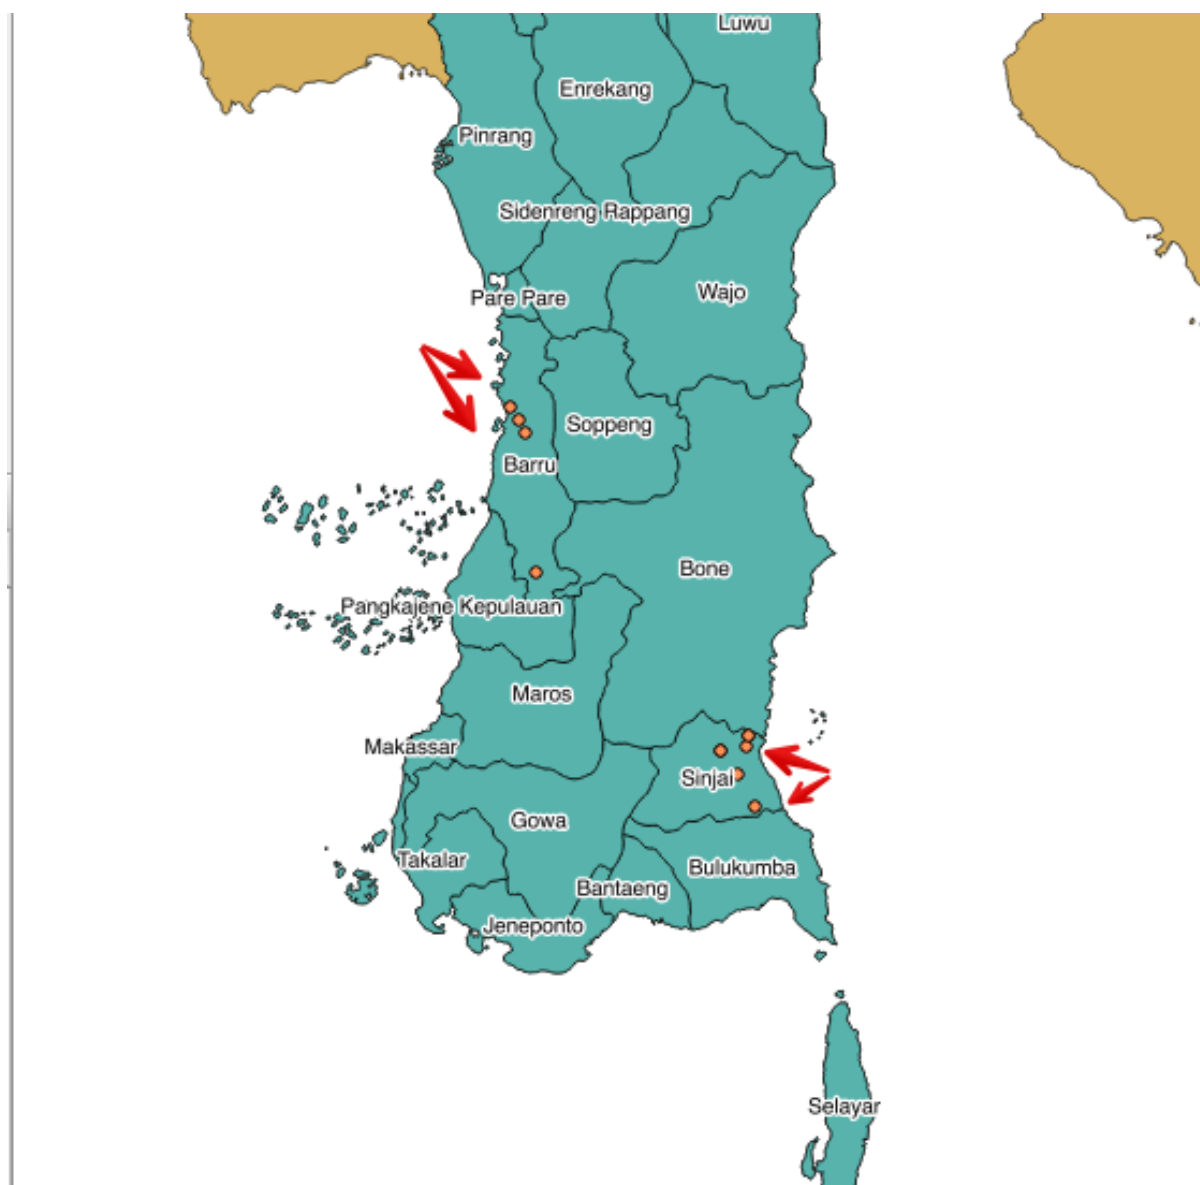 Luwu
Enrekang
Pinrang
Sidenreng Rappang
Wajo
Pare Pare
Soppeng
Barru
Bone
Pangkajene Kepulauan
Maros
Makassar
Sinjai
Gowa
Takalar
Bulukumba
Bantaeng
Jeneponto
Selayar